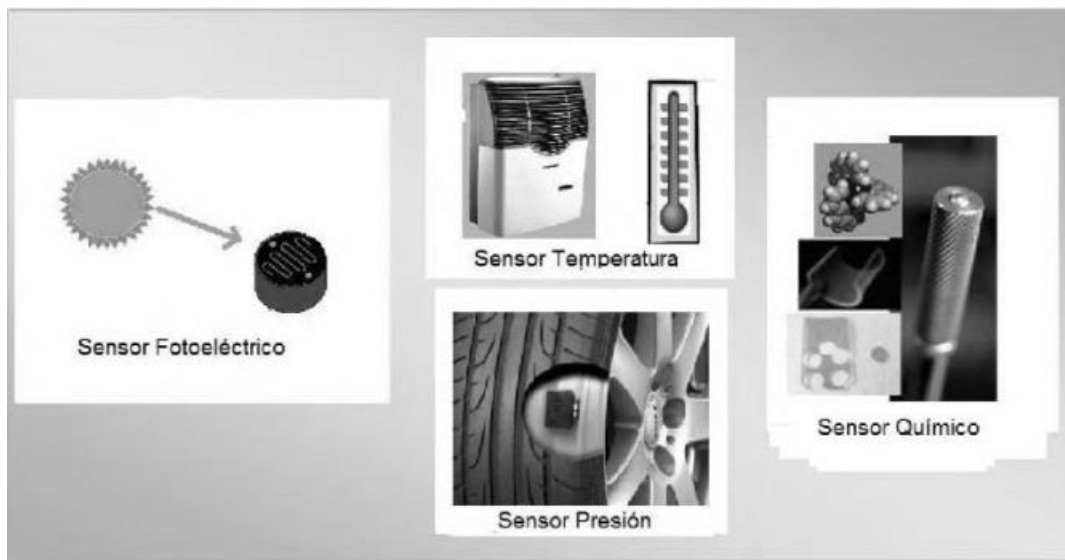 Sensor Fotoeléctrico
Sensor Temperatura
Sensor Presión
Sensor Químico